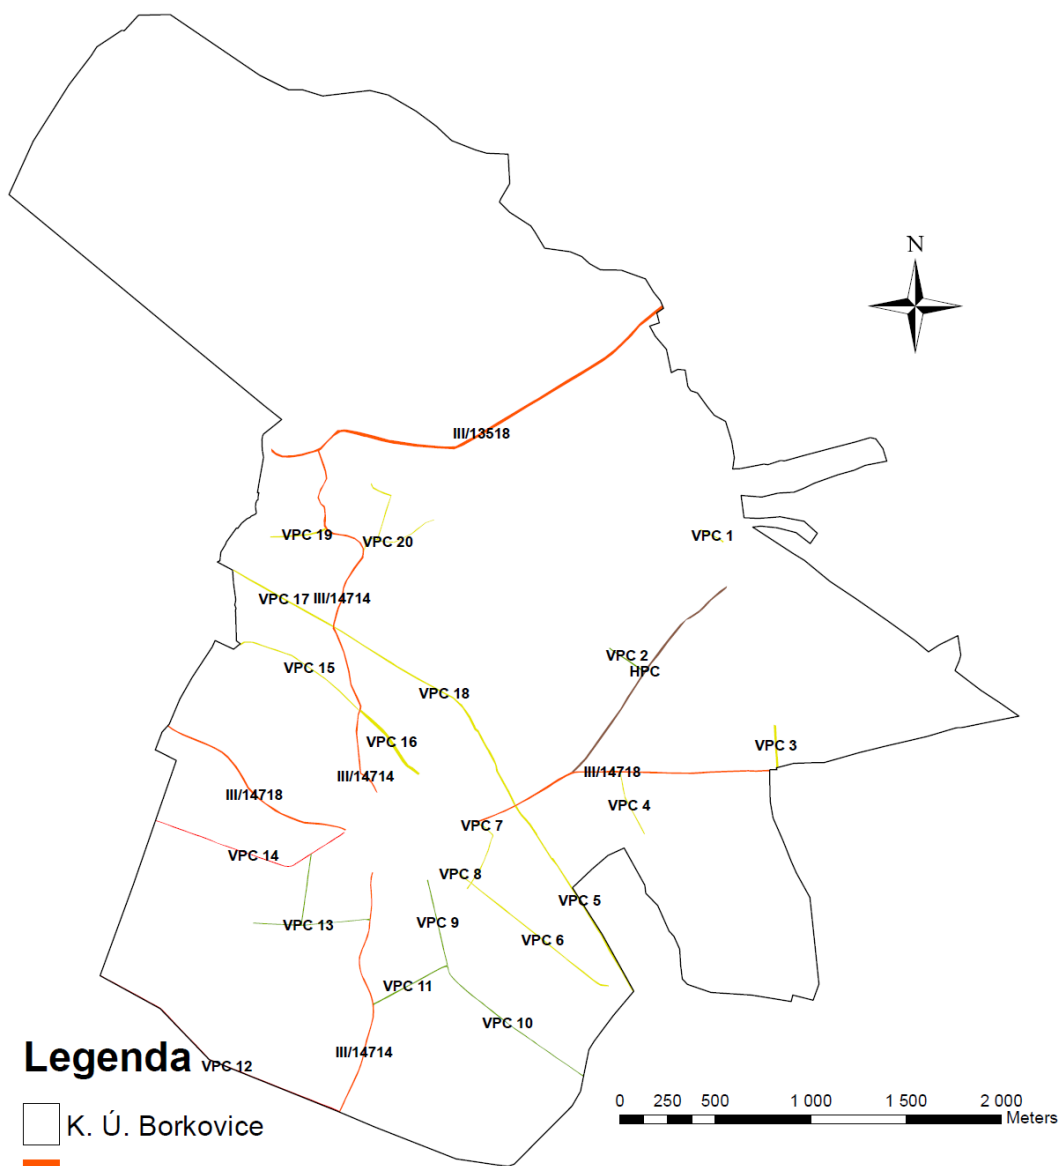 N
III/13518
VPC 19
VPC 20
VPC 1
VPC 17
III/14714
VPC 2
HPC
VPC 15
VPC 18
VPC 16
VPC 3
III/14714
III/14718
III/14718
VPC 4
VPC 7
VPC 14
VPC 8
VPC 5
VPC 13
VPC 9
VPC 6
VPC 11
VPC 10
III/14714
VPC 12
Legenda
K. Ú. Borkovice
0 250 500 1 000 1 500 2 000
Meters